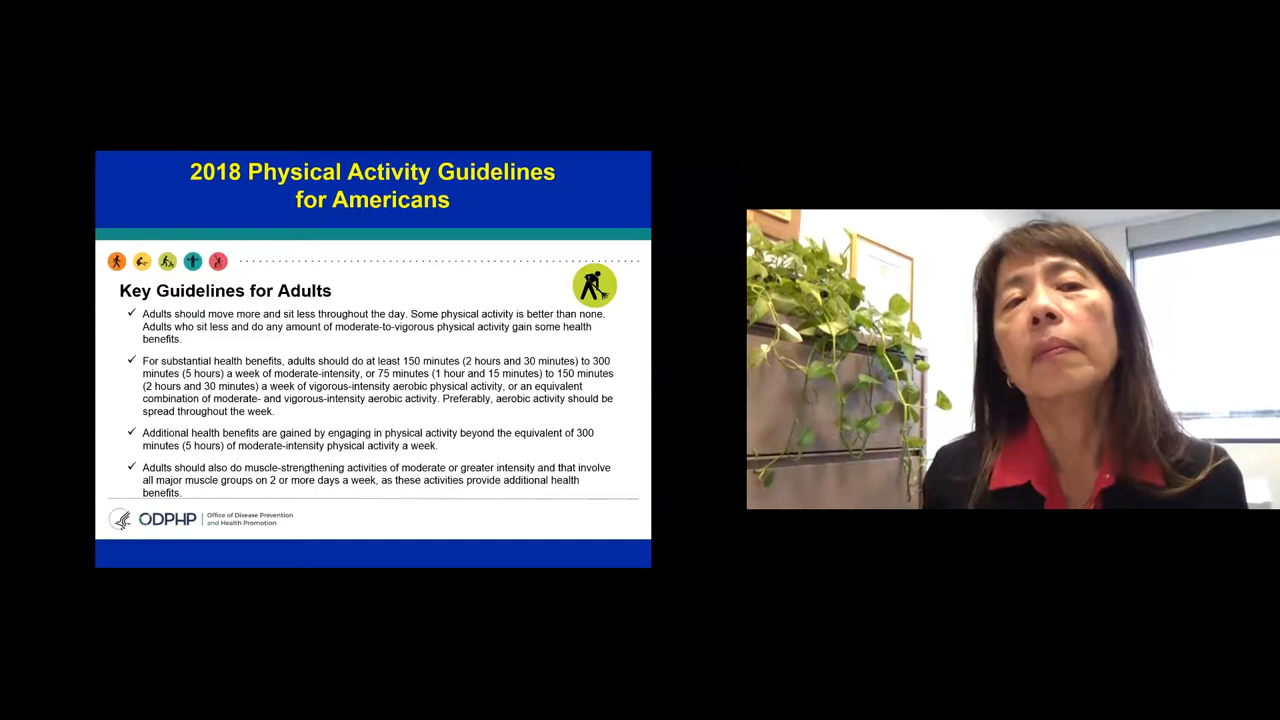 2018 Physical Activity Guidelines
for Americans
Key Guidelines for Adults
✓ Adults should move more and sit less throughout the day. Some physical activity is better than none.
Adults who sit less and do any amount of moderate-to-vigorous physical activity gain some health
benefits.
✓ For substantial health benefits, adults should do at least 150 minutes (2 hours and 30 minutes) to 300
minutes (5 hours) a week of moderate-intensity, or 75 minutes (1 hour and 15 minutes) to 150 minutes
(2 hours and 30 minutes) a week of vigorous-intensity aerobic physical activity, or an equivalent
combination of moderate- and vigorous-intensity aerobic activity. Preferably, aerobic activity should be
spread throughout the week.
✓ Additional health benefits are gained by engaging in physical activity beyond the equivalent of 300
minutes (5 hours) of moderate-intensity physical activity a week.
✓ Adults should also do muscle-strengthening activities of moderate or greater intensity and that involve
all major muscle groups on 2 or more days a week, as these activities provide additional health
benefits.
ODPHP
Office of Disease Prevention
and Health Promotion